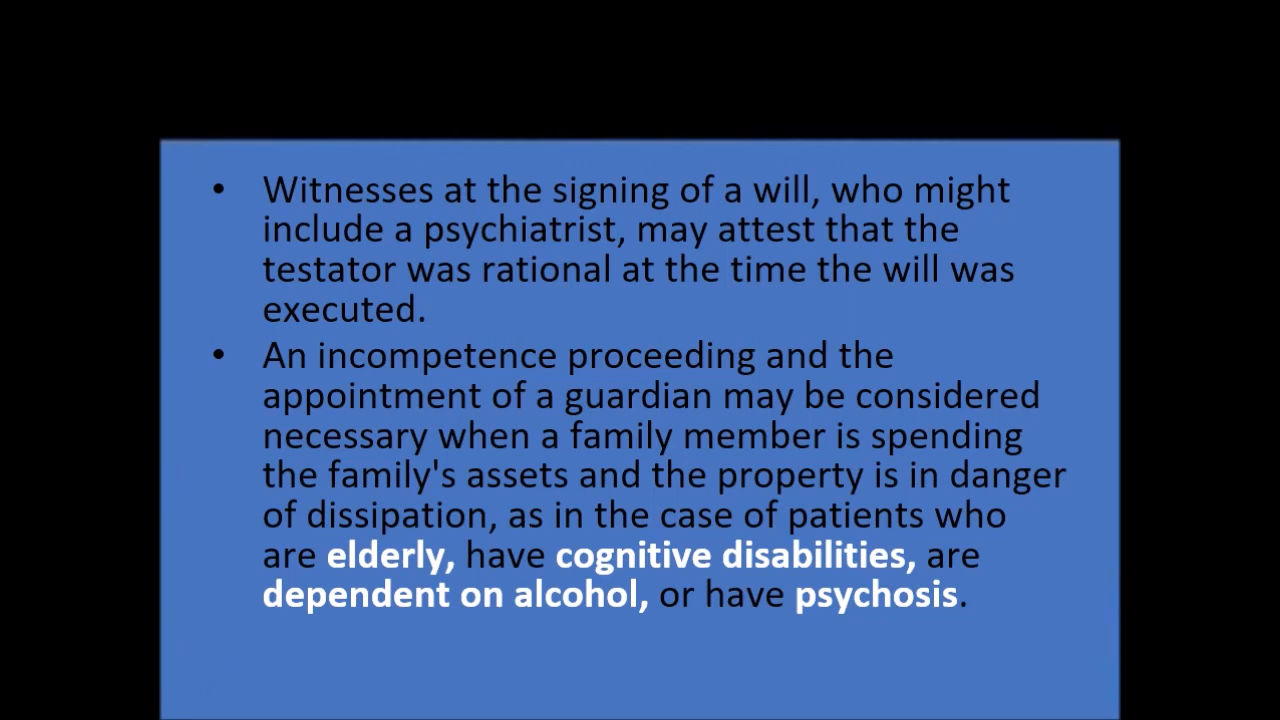 • Witnesses at the signing of a will, who might
include a psychiatrist, may attest that the
testator was rational at the time the will was
executed.
• An incompetence proceeding and the
appointment of a guardian may be considered
necessary when a family member is spending
the family's assets and the property is in danger
of dissipation, as in the case of patients who
are elderly, have cognitive disabilities, are
dependent on alcohol, or have psychosis.